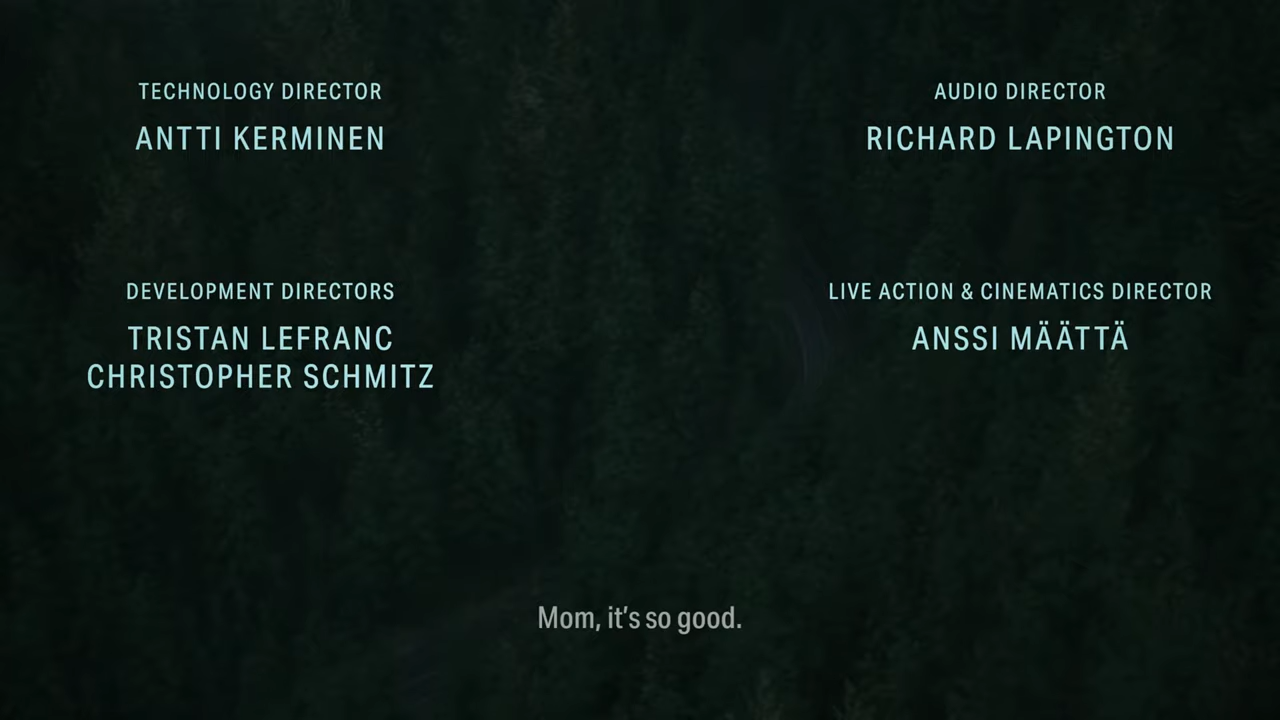 TECHNOLOGY DIRECTOR
ANTTI KERMINEN
AUDIO DIRECTOR
RICHARD LAPINGTON
DEVELOPMENT DIRECTORS
TRISTAN LEFRANC
CHRISTOPHER SCHMITZ
LIVE ACTION & CINEMATICS DIRECTOR
ANSSI MÄÄTTÄ
Mom, it's so good.